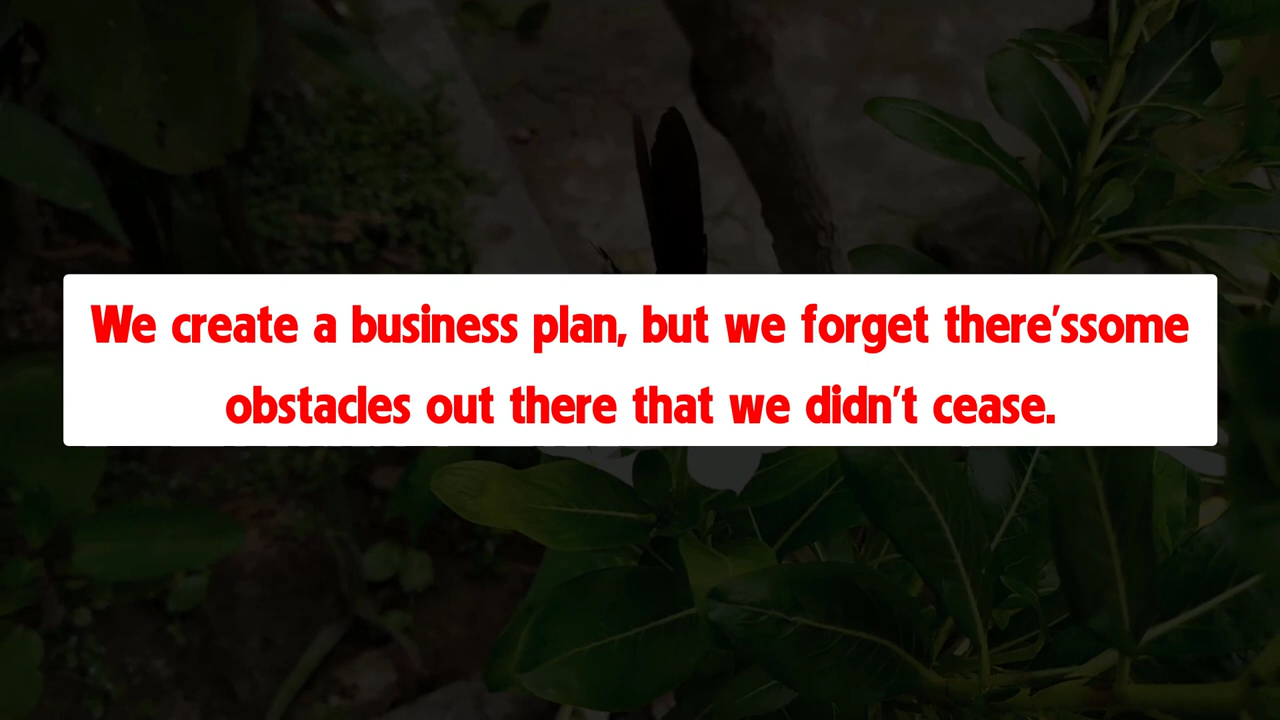 We create a business plan, but we forget there'ssome
obstacles out there that we didn't cease.